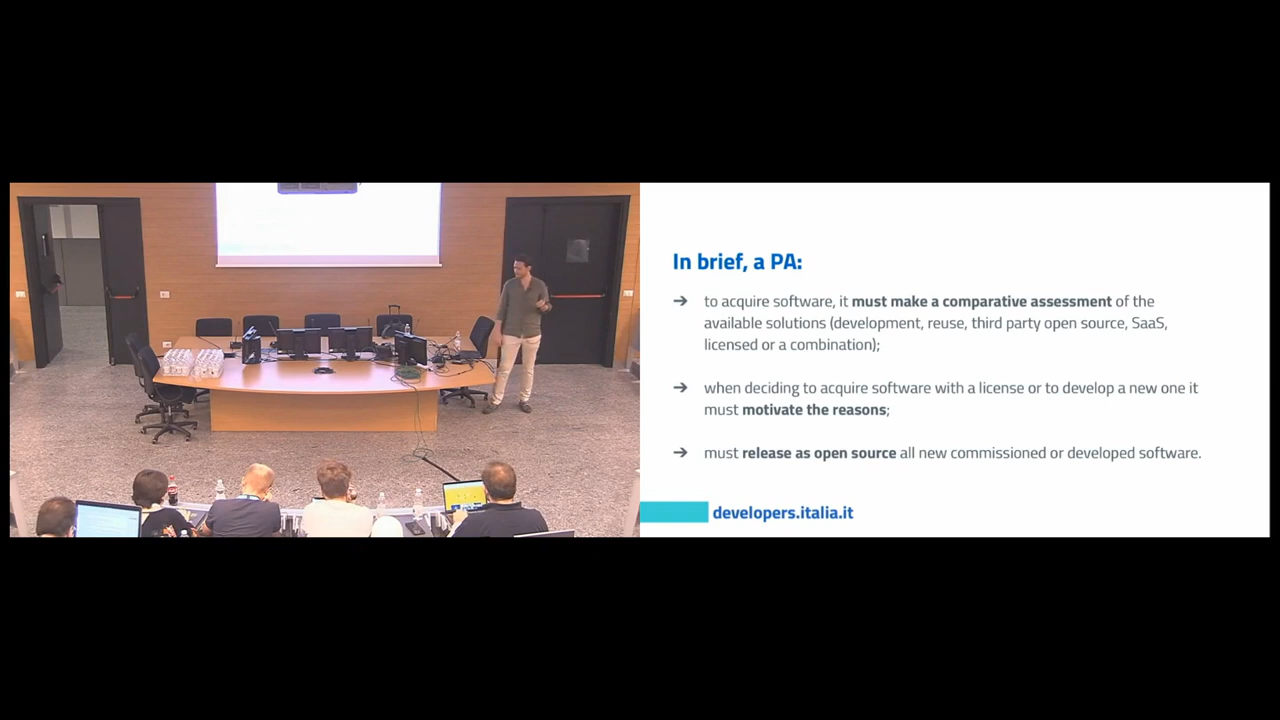 In brief, a PA:
➔ to acquire software, it must make a comparative assessment of the
available solutions (development, reuse, third party open source, SaaS,
licensed or a combination);
➔ when deciding to acquire software with a license or to develop a new one it
must motivate the reasons;
➔ must release as open source all new commissioned or developed software.
developers.italia.it